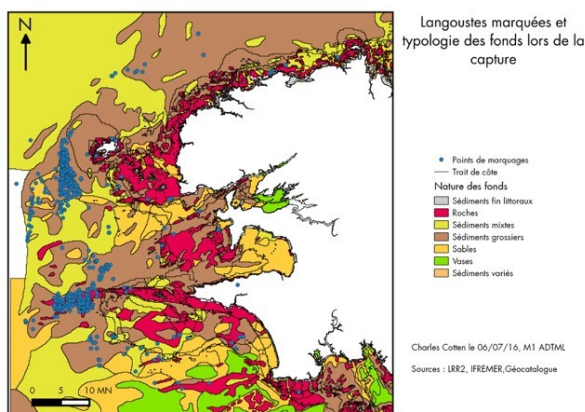 Langoustes marquées et
typologie des fonds lors de la
capture
N
Points de marquages
Trait de côte
Nature des fonds
Sédiments fin littoraux
Roches
Sédiments mixtes
Sédiments grossiers
Sables
Vases
Sédiments variés
Charles Cotten le 06/07/16, M1 ADTML
Sources : LRR2, IFREMER,Géocatalogue
0 5 10 MN